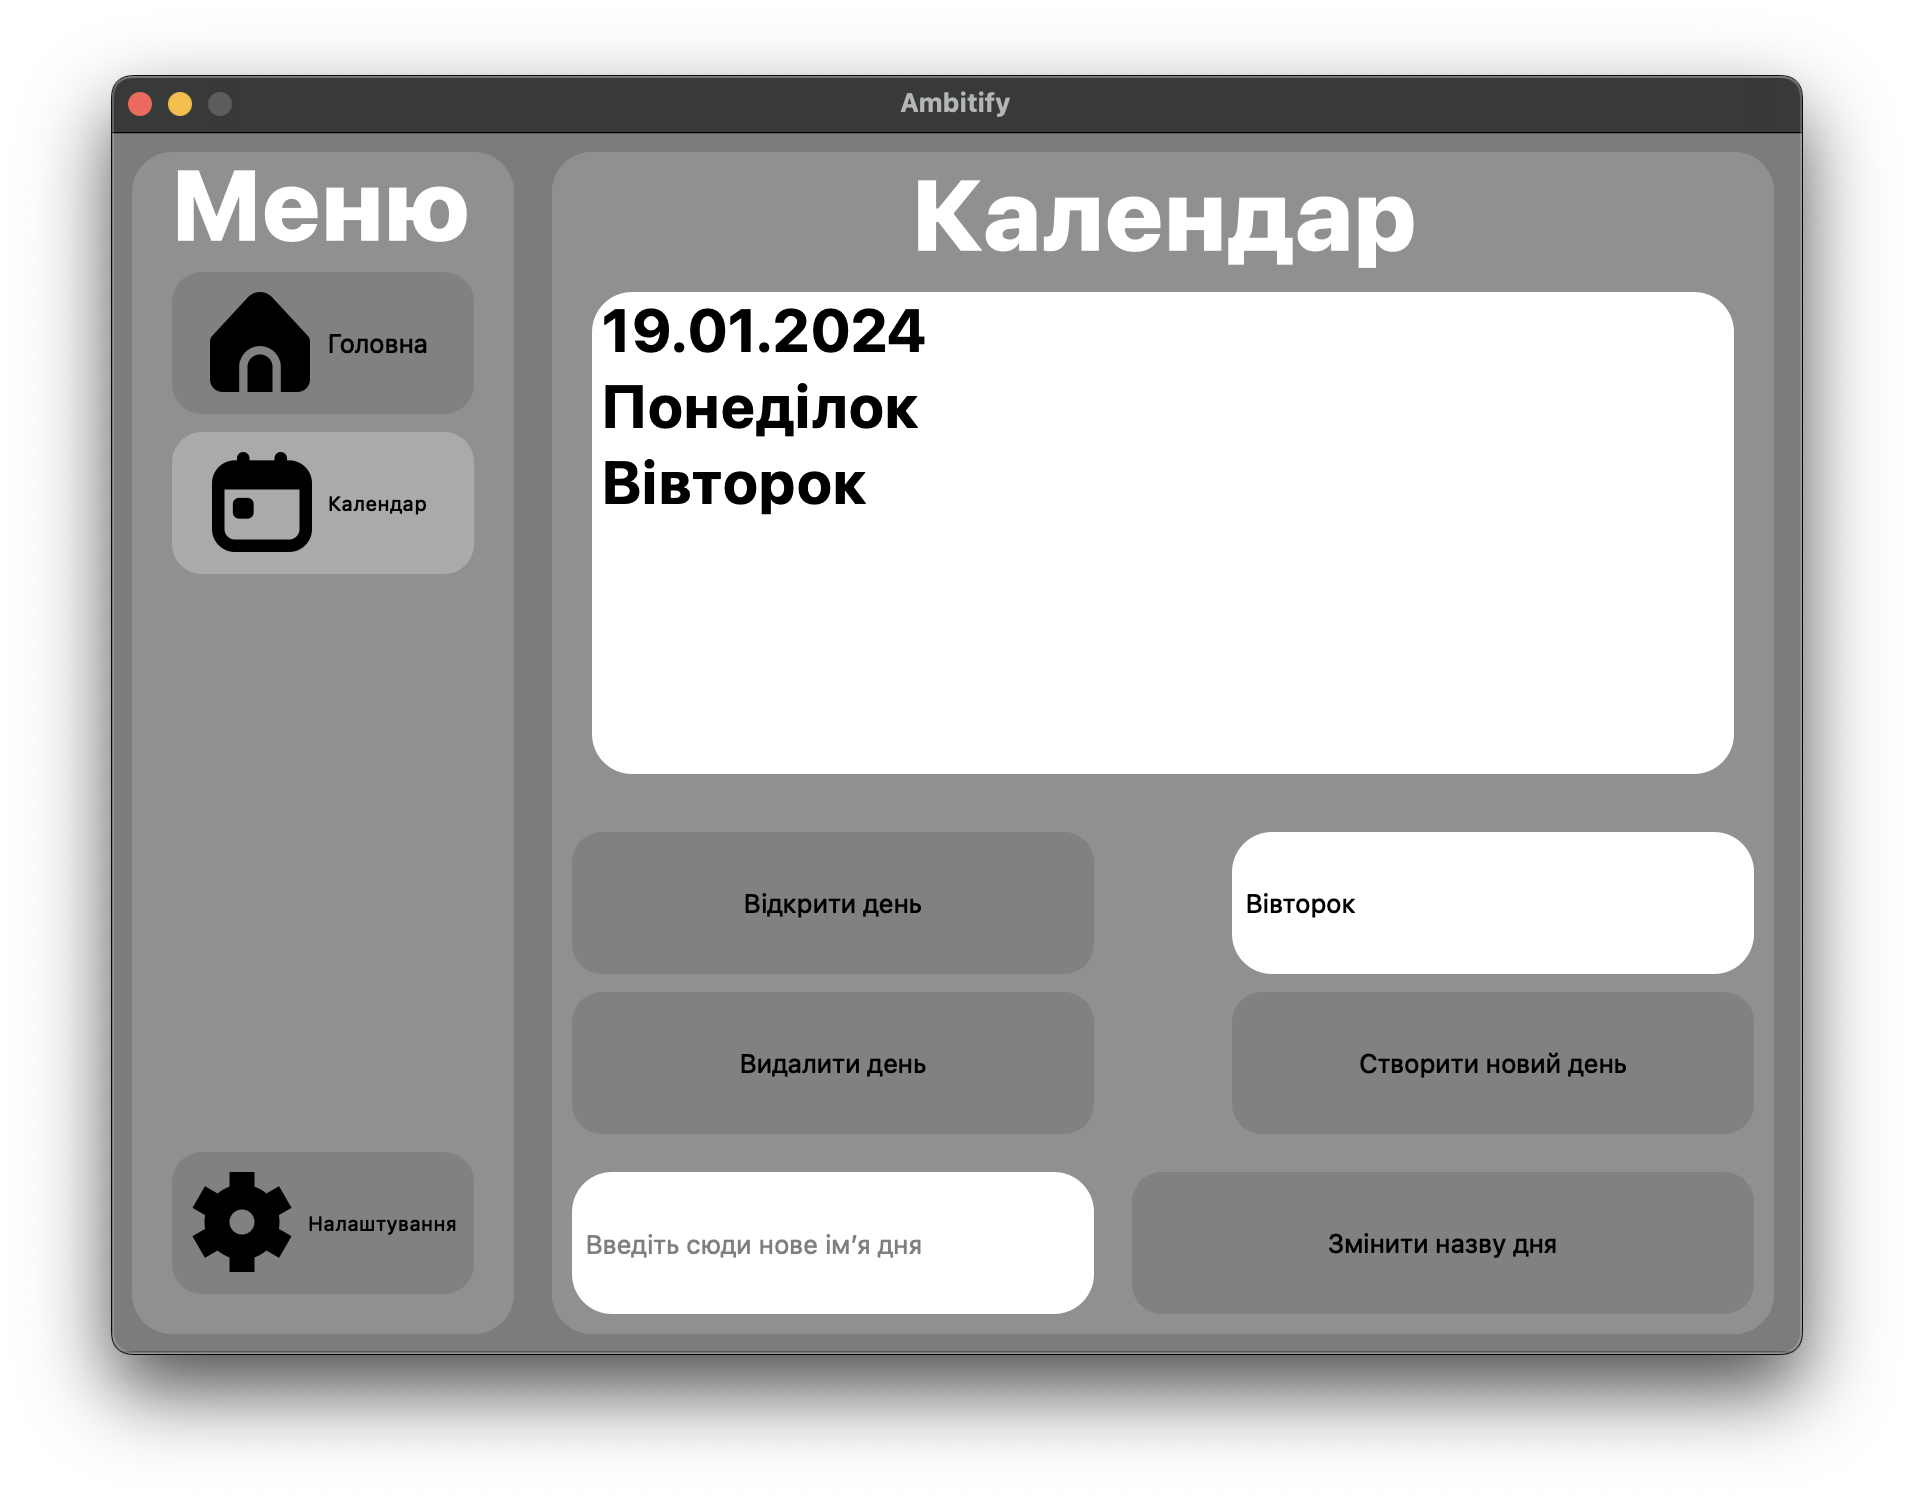 Ambitify
Меню
Головна
Календар
Налаштування
Календар
19.01.2024
Понеділок
Вівторок
Відкрити день
Вівторок
Видалити день
Створити новий день
Введіть сюди нове ім’я дня
Змінити назву дня